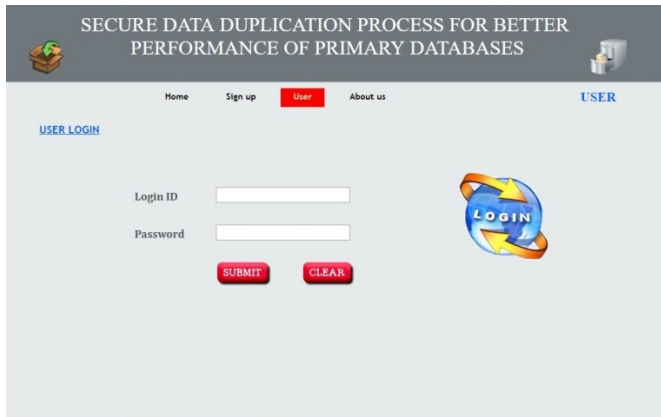 SECURE DATA DUPLICATION PROCESS FOR BETTER
PERFORMANCE OF PRIMARY DATABASES
Home Sign up User About us USER
USER LOGIN
Login ID
LOGIN
Password
SUBMIT CLEAR